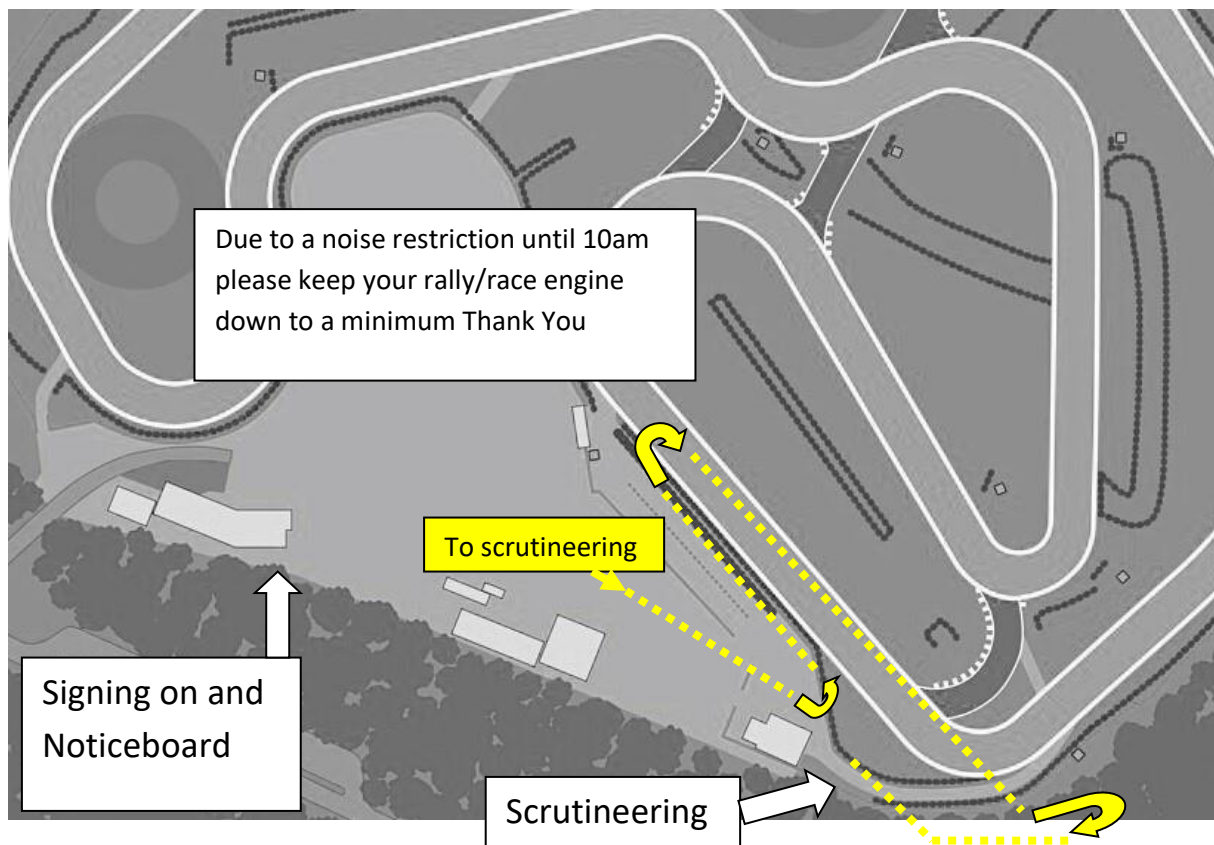 Due to a noise restriction until 10am
please keep your rally/race engine
down to a minimum Thank You
To scrutineering
Signing on and
Noticeboard
Scrutineering